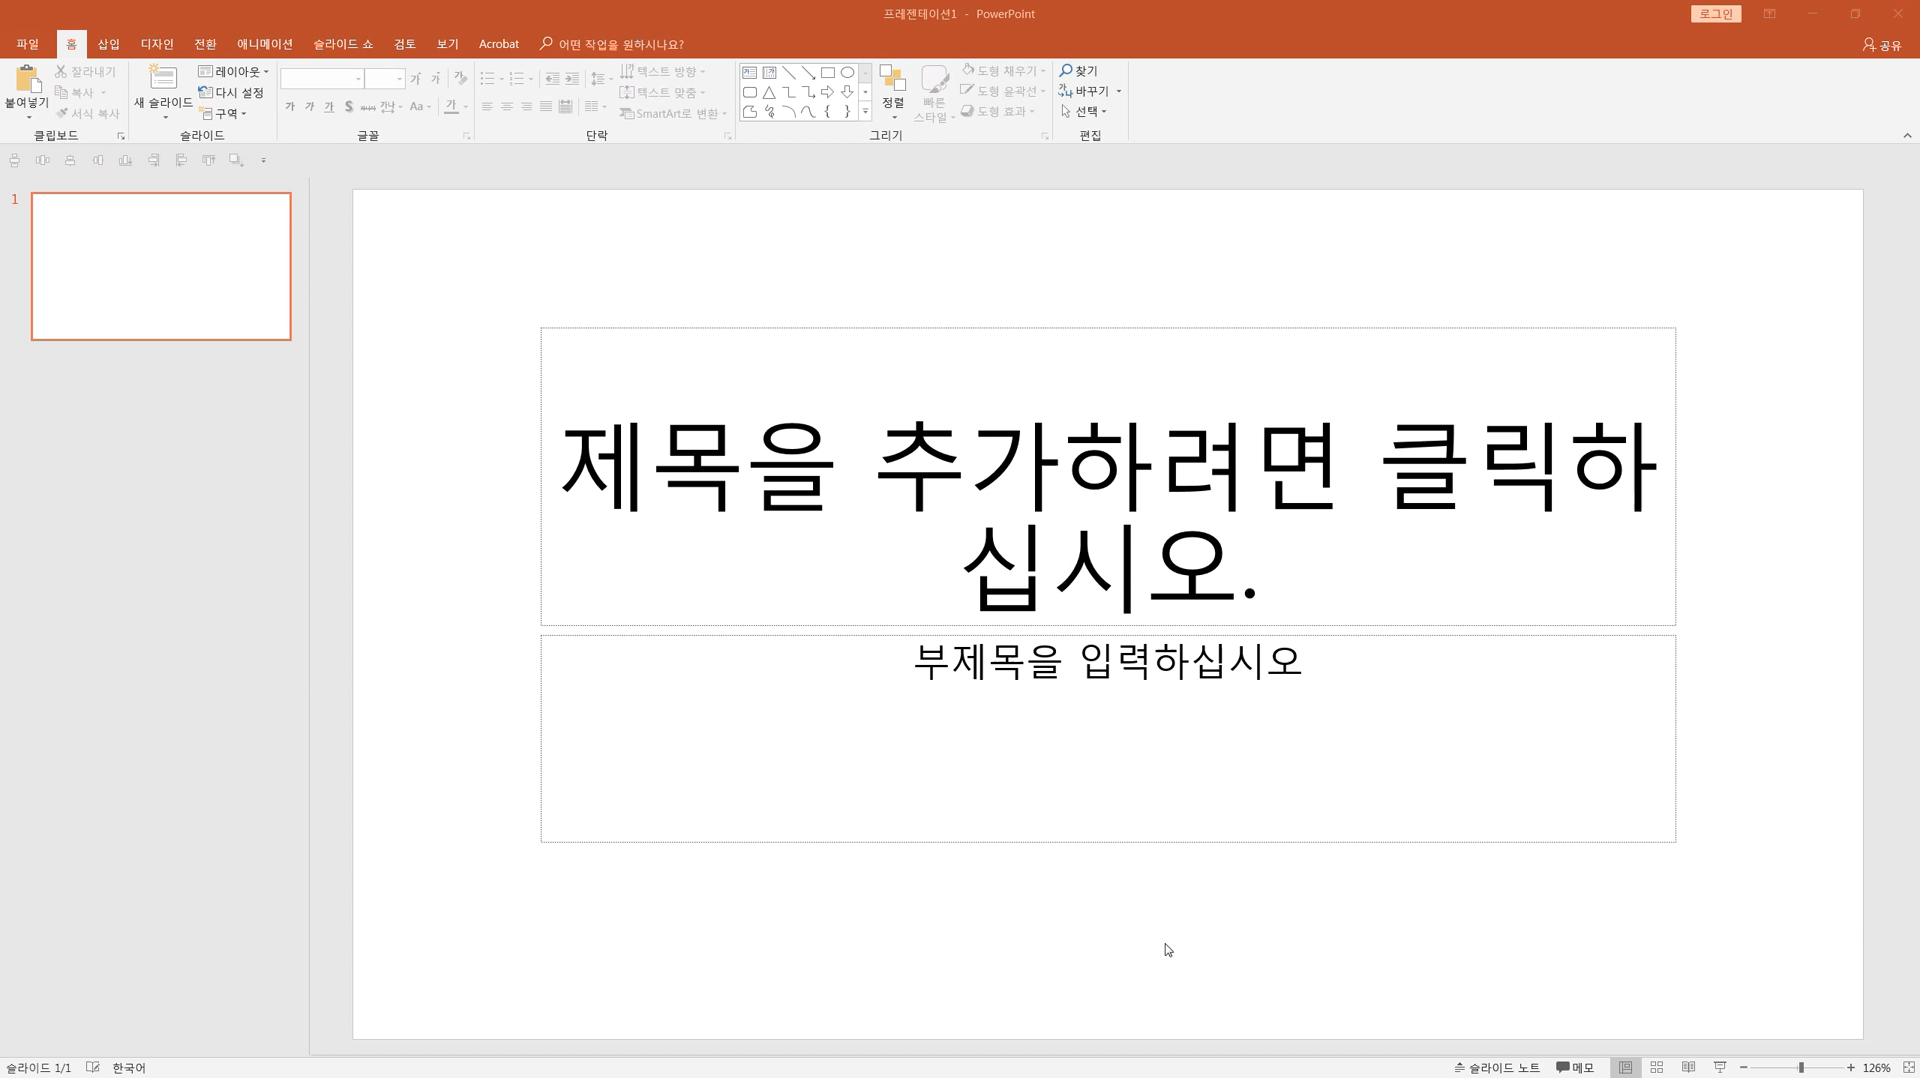 프레젠테이션1 - PowerPoint
로그인
파일 홈 삽입 디자인 전환 애니메이션 슬라이드 쇼 검토 보기 Acrobat 어떤 작업을 원하시나요?
공유
붙여넣기
잘라내기
복사
서식 복사
클립보드
새 슬라이드
레이아웃
다시 설정
구역
슬라이드
가 가 가 S 가나 Aa 가
글꼴
텍스트 방향
텍스트 맞춤
SmartArt로 변환
단락
정렬
빠른
스타일
도형 채우기
도형 윤곽선
도형 효과
그리기
찾기
바꾸기
선택
편집
1
제목을 추가하려면 클릭하
십시오.
부제목을 입력하십시오
슬라이드 1/1 한국어
슬라이드 노트 메모 126%